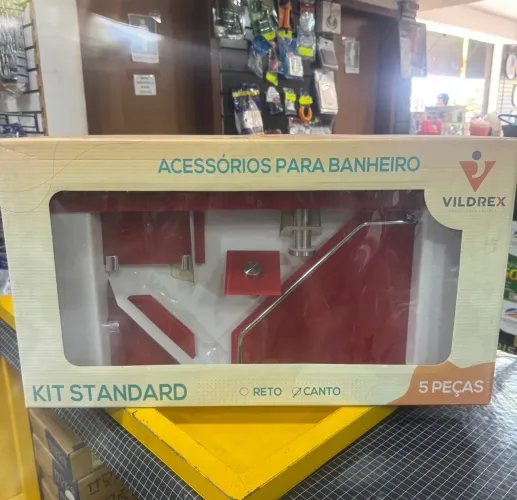 ACESSÓRIOS PARA BANHEIRO
VILDREX
KIT STANDARD
RETO
CANTO
5 PEÇAS